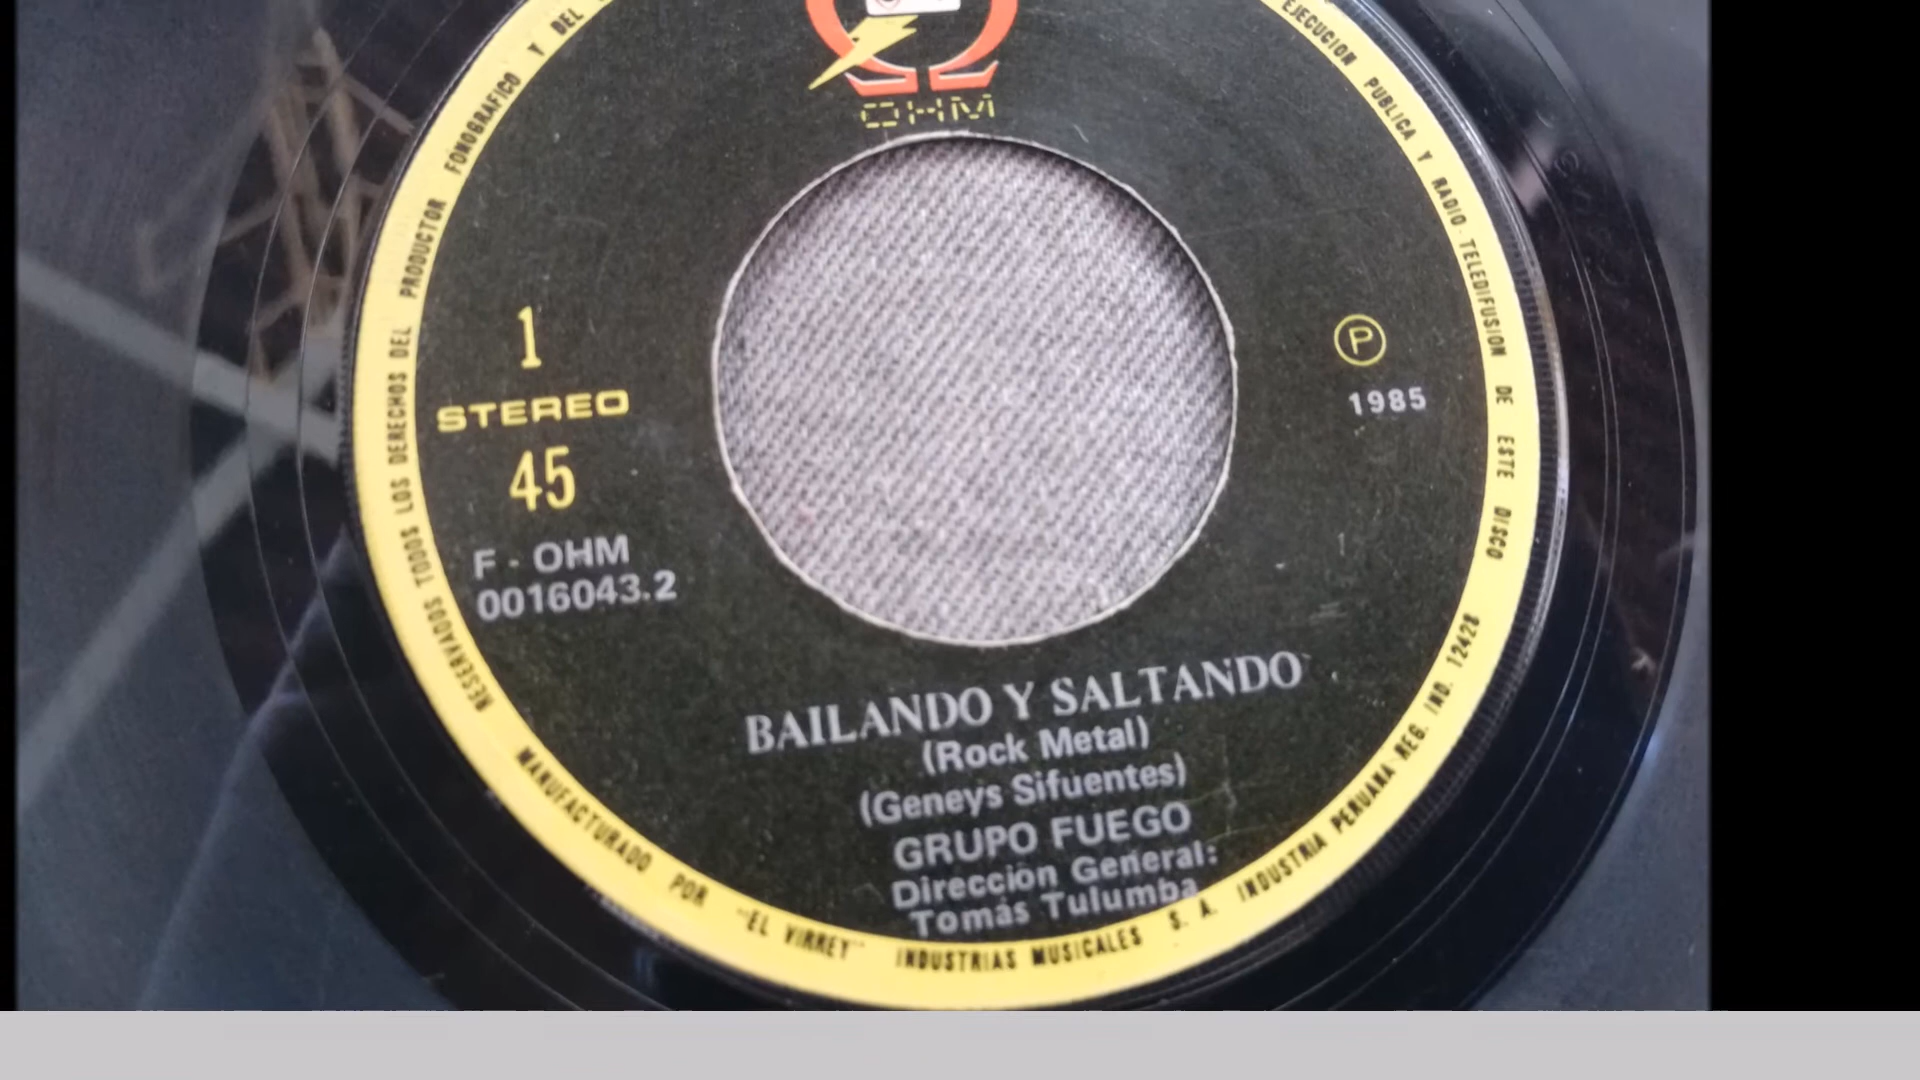 OHM
1
STEREO
45
F - OHM
0016043.2
P
1985
BAILANDO Y SALTANDO
(Rock Metal)
(Geneys Sifuentes)
GRUPO FUEGO
Dirección General:
Tomás Tulumba
RESERVADOS TODOS LOS DERECHOS DEL PRODUCTOR FONOGRAFICO Y DEL
EJECUCION PUBLICA Y RADIO-TELEDIFUSION DE ESTE DISCO
MANUFACTURADO POR "EL VIRREY" INDUSTRIAS MUSICALES S. A. INDUSTRIA PERUANA REG. IND. 12428